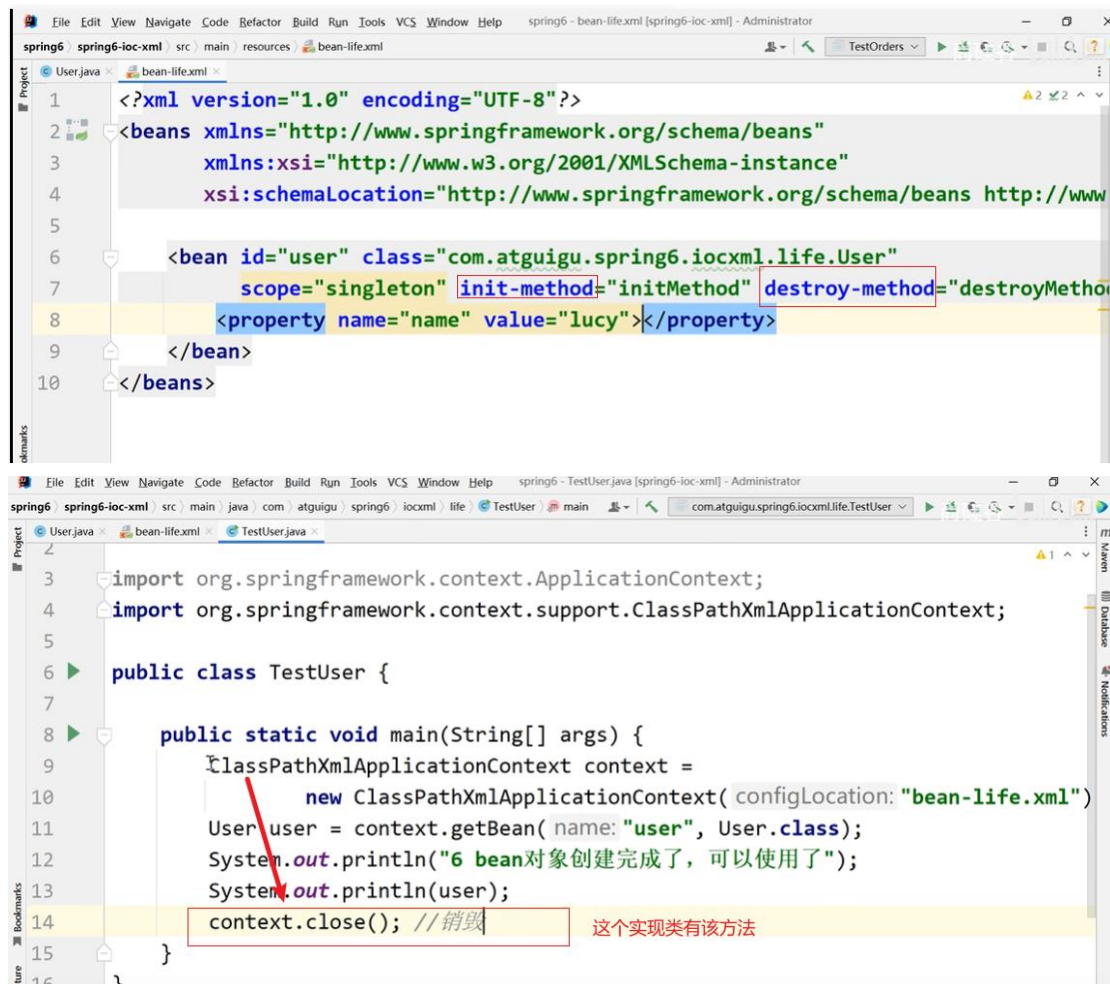 File Edit View Navigate Code Refactor Build Run Tools VCS Window Help spring6 - bean-life.xml [spring6-ioc-xml] - Administrator
spring6 spring6-ioc-xml src main resources bean-life.xml TestOrders
Project User.java bean-life.xml
1 <?xml version="1.0" encoding="UTF-8"?> 2 2
2 <beans xmlns="http://www.springframework.org/schema/beans"
3 xmlns:xsi="http://www.w3.org/2001/XMLSchema-instance"
4 xsi:schemaLocation="http://www.springframework.org/schema/beans http://www
5
6 <bean id="user" class="com.atguigu.spring6.iocxml.life.User"
7 scope="singleton" init-method="initMethod" destroy-method="destroyMetho
8 <property name="name" value="lucy"></property>
9 </bean>
10 </beans>
File Edit View Navigate Code Refactor Build Run Tools VCS Window Help spring6 - TestUser.java [spring6-ioc-xml] - Administrator
spring6 spring6-ioc-xml src main java com atguigu spring6 iocxml life TestUser main com.atguigu.spring6.iocxml.life.TestUser
Project User.java bean-life.xml TestUser.java
2 1
3 import org.springframework.context.ApplicationContext;
4 import org.springframework.context.support.ClassPathXmlApplicationContext;
5
6 public class TestUser {
7
8 public static void main(String[] args) {
9 ClassPathXmlApplicationContext context =
10 new ClassPathXmlApplicationContext( configLocation: "bean-life.xml")
11 User user = context.getBean( name: "user", User.class);
12 System.out.println("6 bean对象创建完成了，可以使用了");
13 System.out.println(user);
14 context.close(); //销毁 这个实现类有该方法
15 }
16 }
Bookmarks
Maven
Database
Notifications